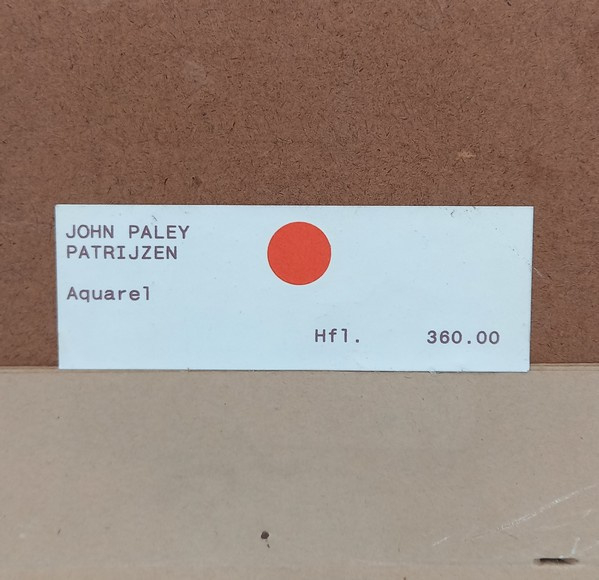 JOHN PALEY
PATRIJZEN
Aquarel
Hfl. 360.00